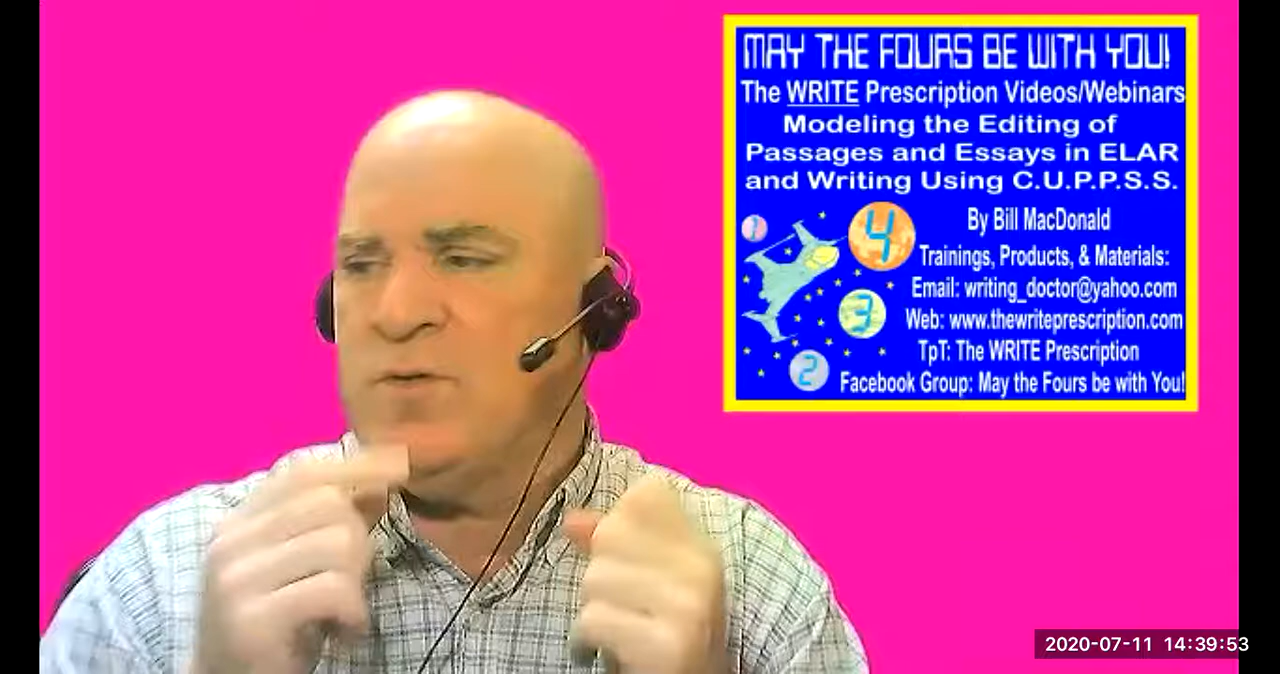 MAY THE FOURS BE WITH YOU!
The WRITE Prescription Videos/Webinars
Modeling the Editing of
Passages and Essays in ELAR
and Writing Using C.U.P.P.S.S.
1
4
By Bill MacDonald
Trainings, Products, & Materials:
Email: writing_doctor@yahoo.com
3
Web: www.thewriteprescription.com
TpT: The WRITE Prescription
2
Facebook Group: May the Fours be with You!
2020-07-11 14:39:53